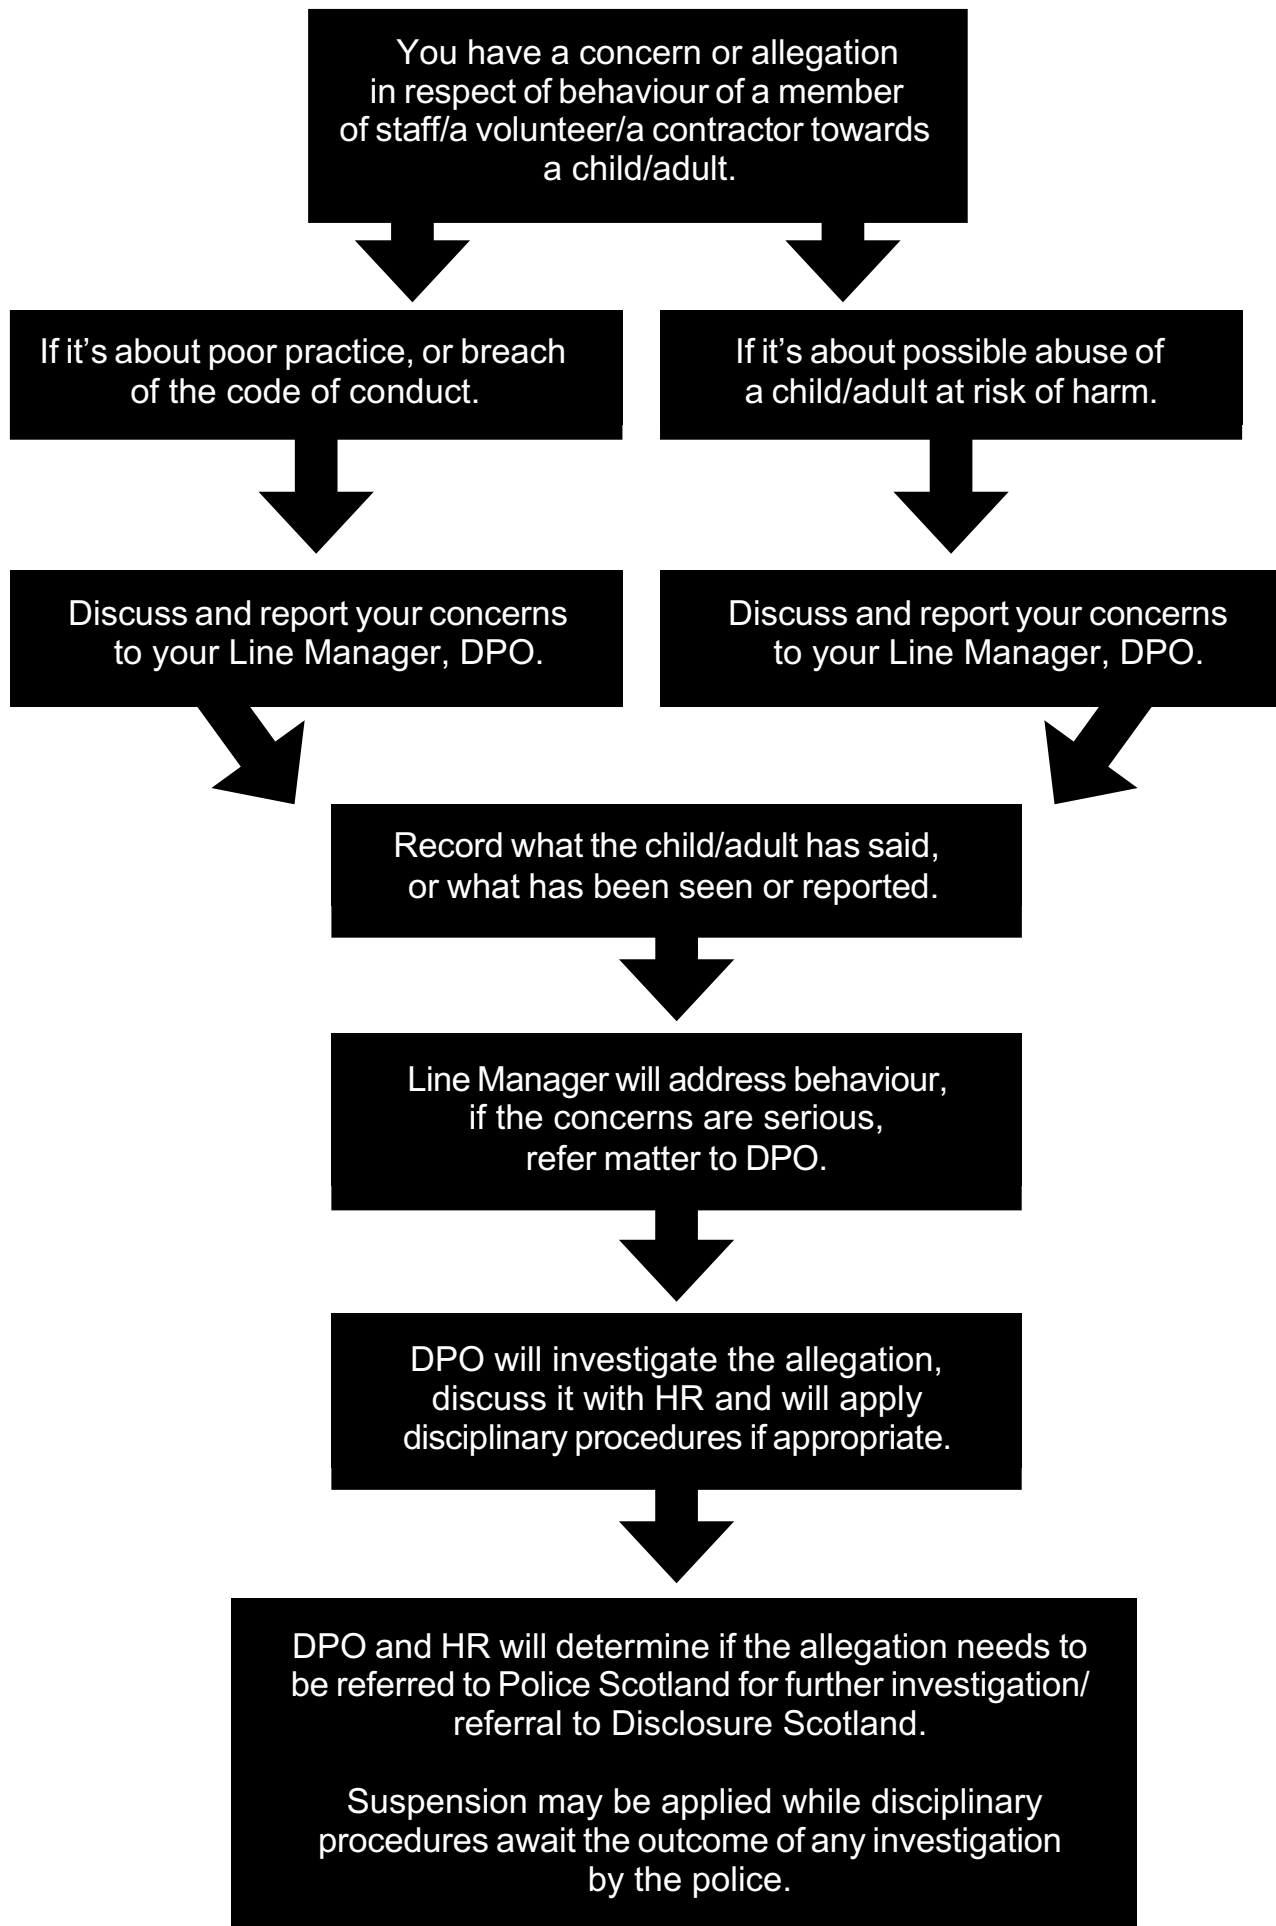 You have a concern or allegation
in respect of behaviour of a member
of staff/a volunteer/a contractor towards
a child/adult.
If it’s about poor practice, or breach
of the code of conduct.
If it’s about possible abuse of
a child/adult at risk of harm.
Discuss and report your concerns
to your Line Manager, DPO.
Discuss and report your concerns
to your Line Manager, DPO.
Record what the child/adult has said,
or what has been seen or reported.
Line Manager will address behaviour,
if the concerns are serious,
refer matter to DPO.
DPO will investigate the allegation,
discuss it with HR and will apply
disciplinary procedures if appropriate.
DPO and HR will determine if the allegation needs to
be referred to Police Scotland for further investigation/
referral to Disclosure Scotland.
Suspension may be applied while disciplinary
procedures await the outcome of any investigation
by the police.